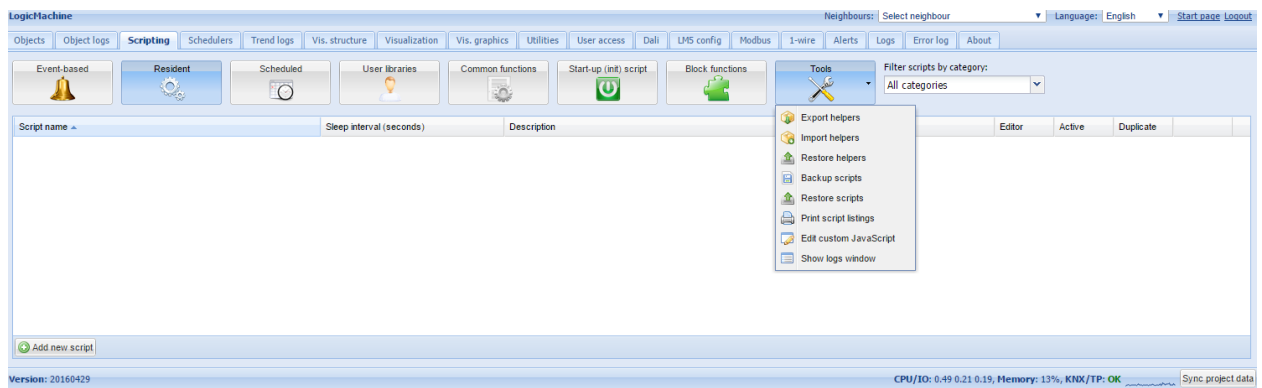 LogicMachine Neighbours: Select neighbour Language: English Start page Logout
Objects Object logs Scripting Schedulers Trend logs Vis. structure Visualization Vis. graphics Utilities User access Dali LM5 config Modbus 1-wire Alerts Logs Error log About
Event-based Resident Scheduled User libraries Common functions Start-up (init) script Block functions Tools Filter scripts by category:
All categories
Script name Sleep interval (seconds) Description Editor Active Duplicate
Export helpers
Import helpers
Restore helpers
Backup scripts
Restore scripts
Print script listings
Edit custom JavaScript
Show logs window
Add new script
Version: 20160429 CPU/IO: 0.49 0.21 0.19, Memory: 13%, KNX/TP: OK Sync project data